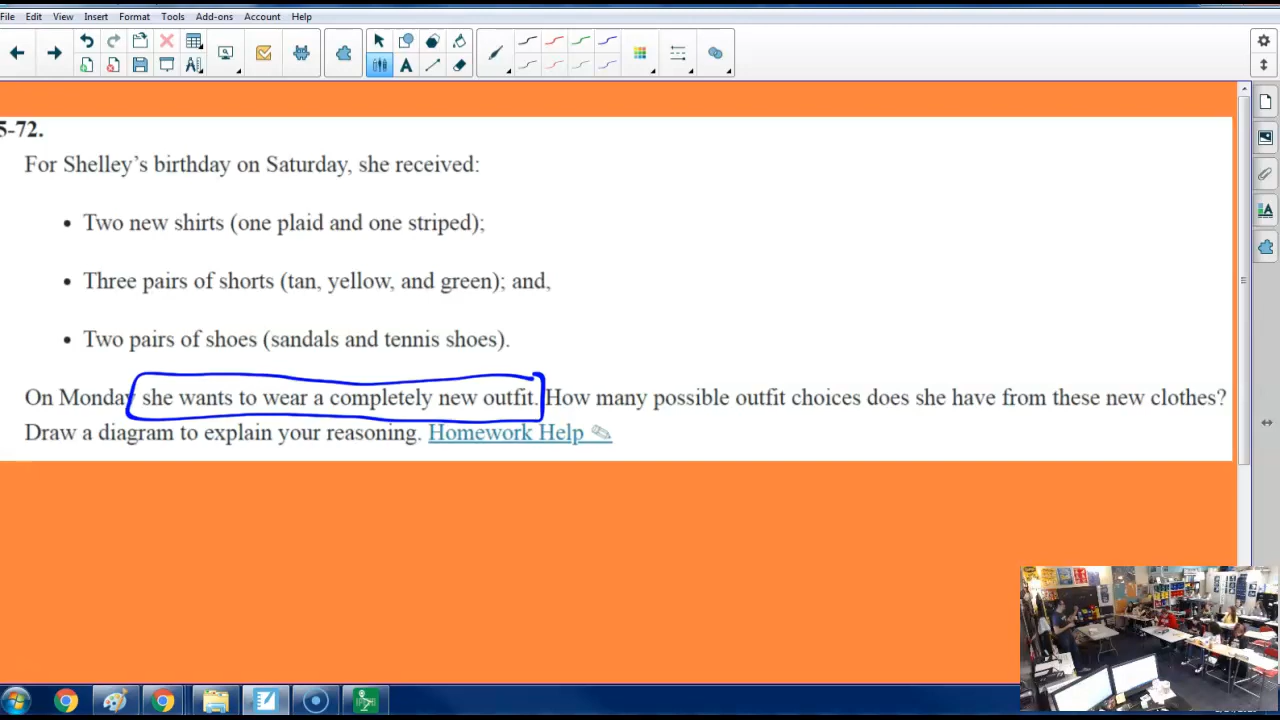 File Edit View Insert Format Tools Add-ons Account Help
5-72.
For Shelley's birthday on Saturday, she received:
• Two new shirts (one plaid and one striped);
• Three pairs of shorts (tan, yellow, and green); and,
• Two pairs of shoes (sandals and tennis shoes).
On Monday she wants to wear a completely new outfit. How many possible outfit choices does she have from these new clothes?
Draw a diagram to explain your reasoning. Homework Help ✎